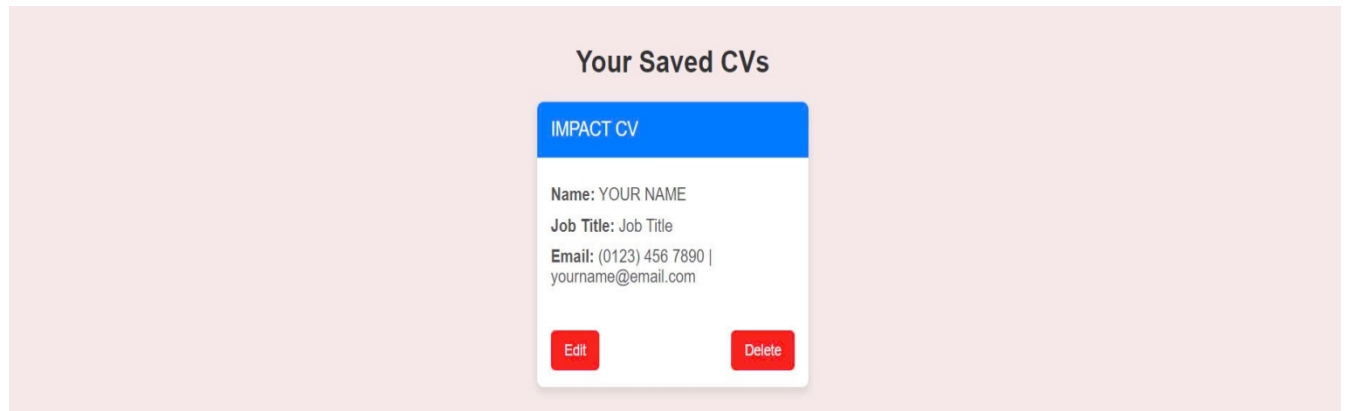 Your Saved CVs
IMPACT CV
Name: YOUR NAME
Job Title: Job Title
Email: (0123) 456 7890 |
yourname@email.com
Edit
Delete